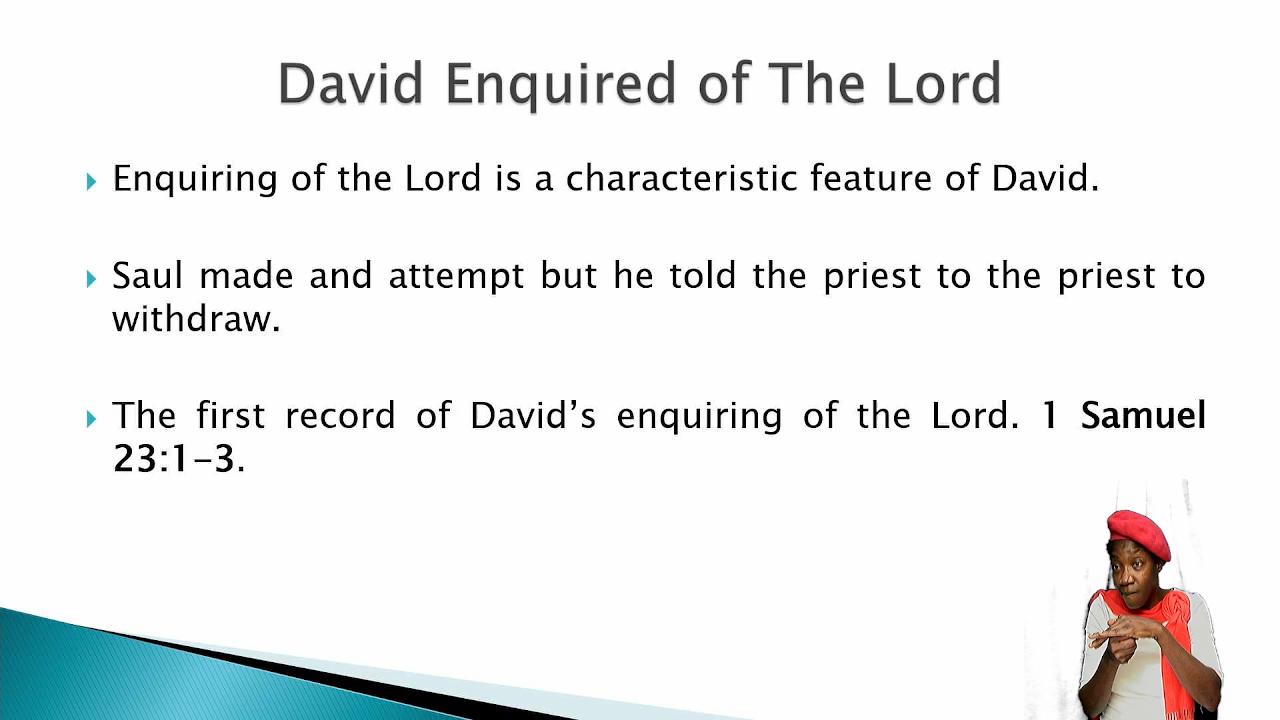 David Enquired of The Lord
Enquiring of the Lord is a characteristic feature of David.
Saul made and attempt but he told the priest to the priest to
withdraw.
The first record of David’s enquiring of the Lord. 1 Samuel
23:1-3.